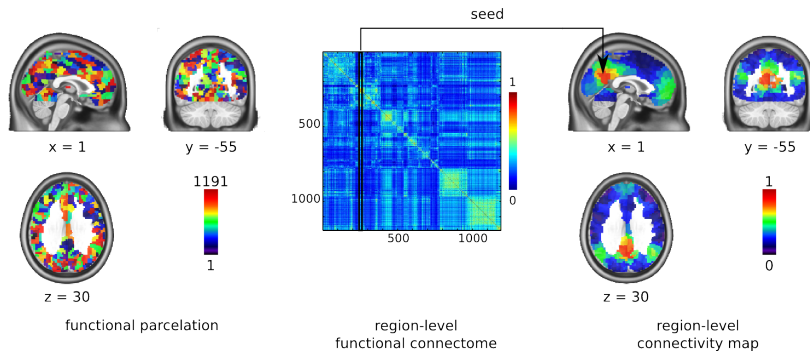 seed
x = 1
y = -55
1191
1
z = 30
500
1000
500
1000
1
0
x = 1
y = -55
1
0
z = 30
functional parcelation
region-level
functional connectome
region-level
connectivity map